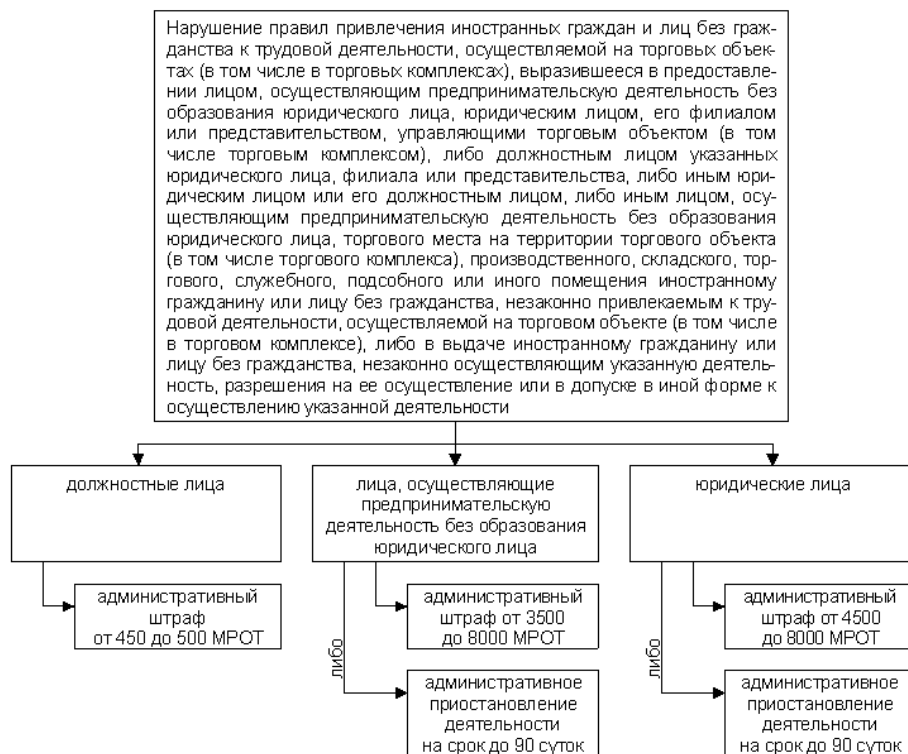 Нарушение правил привлечения иностранных граждан и лиц без граж-
данства к трудовой деятельности, осуществляемой на торговых объек-
тах (в том числе в торговых комплексах), выразившееся в предоставле-
нии лицом, осуществляющим предпринимательскую деятельность без
образования юридического лица, юридическим лицом, его филиалом
или представительством, управляющими торговым объектом (в том
числе торговым комплексом), либо должностным лицом указанных
юридического лица, филиала или представительства, либо иным юри-
дическим лицом или его должностным лицом, либо иным лицом, осу-
ществляющим предпринимательскую деятельность без образования
юридического лица, торгового места на территории торгового объекта
(в том числе торгового комплекса), производственного, складского, тор-
гового, служебного, подсобного или иного помещения иностранному
гражданину или лицу без гражданства, незаконно привлекаемым к тру-
довой деятельности, осуществляемой на торговом объекте (в том числе
в торговом комплексе), либо в выдаче иностранному гражданину или
лицу без гражданства, незаконно осуществляющим указанную деятель-
ность, разрешения на ее осуществление или в допуске в иной форме к
осуществлению указанной деятельности
должностные лица
административный
штраф
от 450 до 500 МРОТ
лица, осуществляющие
предпринимательскую
деятельность без образования
юридического лица
административный
штраф от 3500
до 8000 МРОТ
либо
административное
приостановление
деятельности
на срок до 90 суток
юридические лица
административный
штраф от 4500
до 8000 МРОТ
либо
административное
приостановление
деятельности
на срок до 90 суток